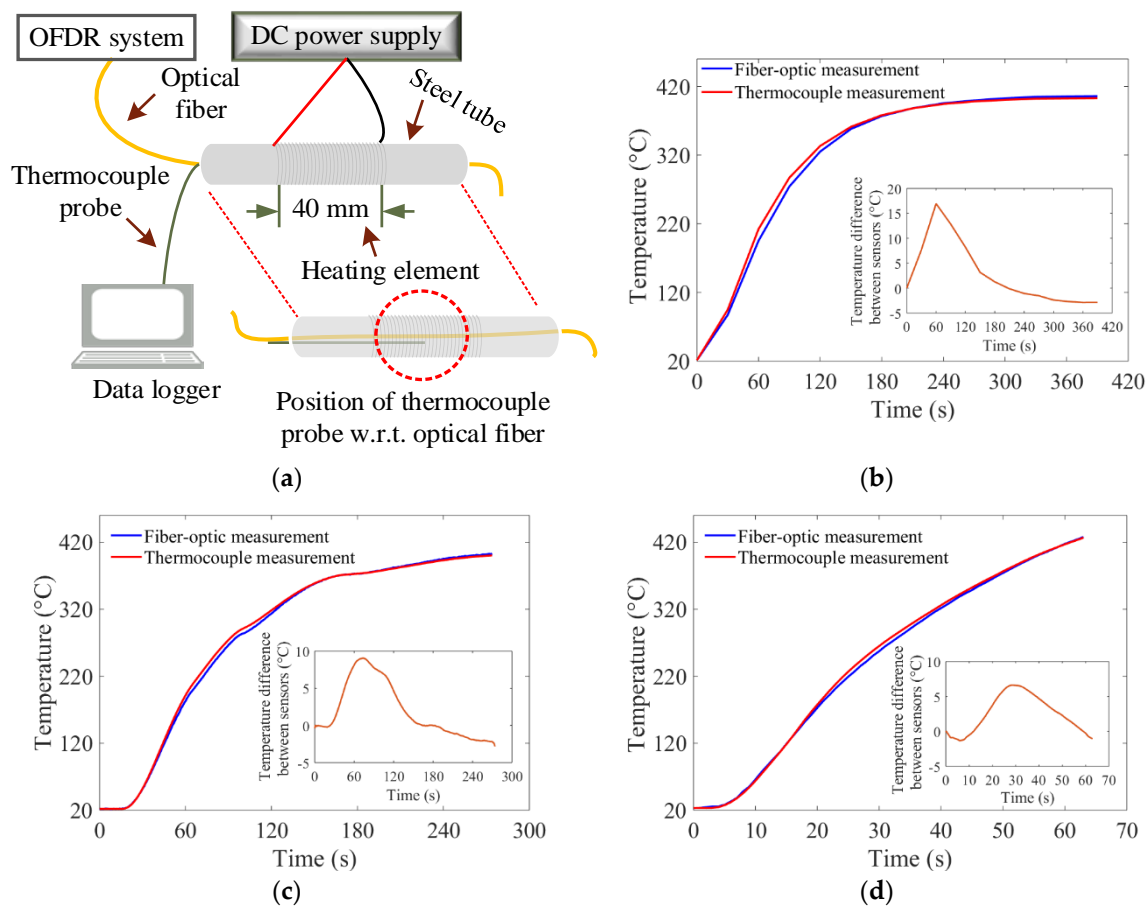 (a)
OFDR system
DC power supply
Optical
fiber
Steel tube
Thermocouple
probe
40 mm
Heating element
Data logger
Position of thermocouple
probe w.r.t. optical fiber
Fiber-optic measurement
Thermocouple measurement
Temperature (°C)
420
320
220
120
20
0
60
120
180
240
300
360
420
Time (s)
Temperature difference
between sensors (°C)
20
15
10
5
0
-5
0
60
120
180
240
300
360
420
Time (s)
(b)
Fiber-optic measurement
Thermocouple measurement
Temperature (°C)
420
320
220
120
20
0
60
120
180
240
300
Time (s)
Temperature difference
between sensors (°C)
10
5
0
-5
0
60
120
180
240
300
Time (s)
(c)
Fiber-optic measurement
Thermocouple measurement
Temperature (°C)
420
320
220
120
20
0
10
20
30
40
50
60
70
Time (s)
Temperature difference
between sensors (°C)
10
5
0
-5
0
10
20
30
40
50
60
70
Time (s)
(d)